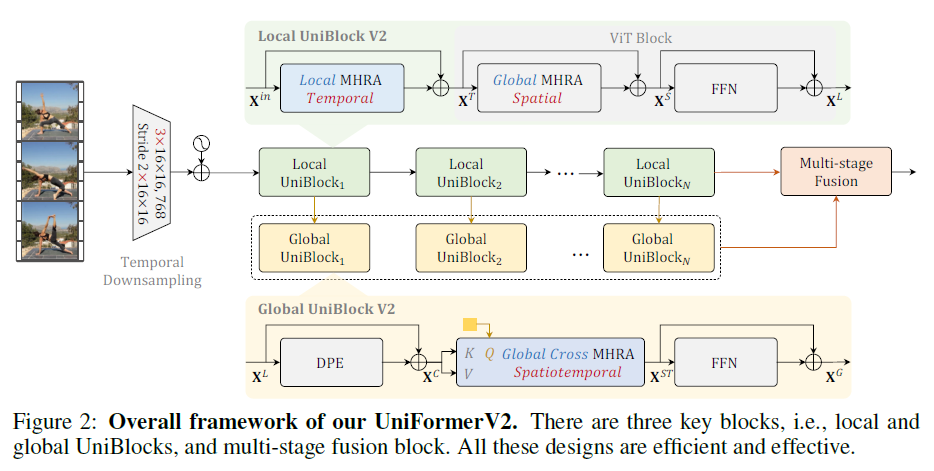 Local UniBlock V2
ViT Block
Local MHRA
Temporal
Global MHRA
Spatial
FFN
X^in
X^T
X^S
X^L
3×16×16, 768
Stride 2×16×16
Temporal
Downsampling
Local
UniBlock₁
Local
UniBlock₂
...
Local
UniBlock_N
Multi-stage
Fusion
Global
UniBlock₁
Global
UniBlock₂
...
Global
UniBlock_N
Global UniBlock V2
X^L
DPE
X^C
K Q Global Cross MHRA
V Spatiotemporal
X^ST
FFN
X^G
Figure 2: Overall framework of our UniFormerV2. There are three key blocks, i.e., local and
global UniBlocks, and multi-stage fusion block. All these designs are efficient and effective.